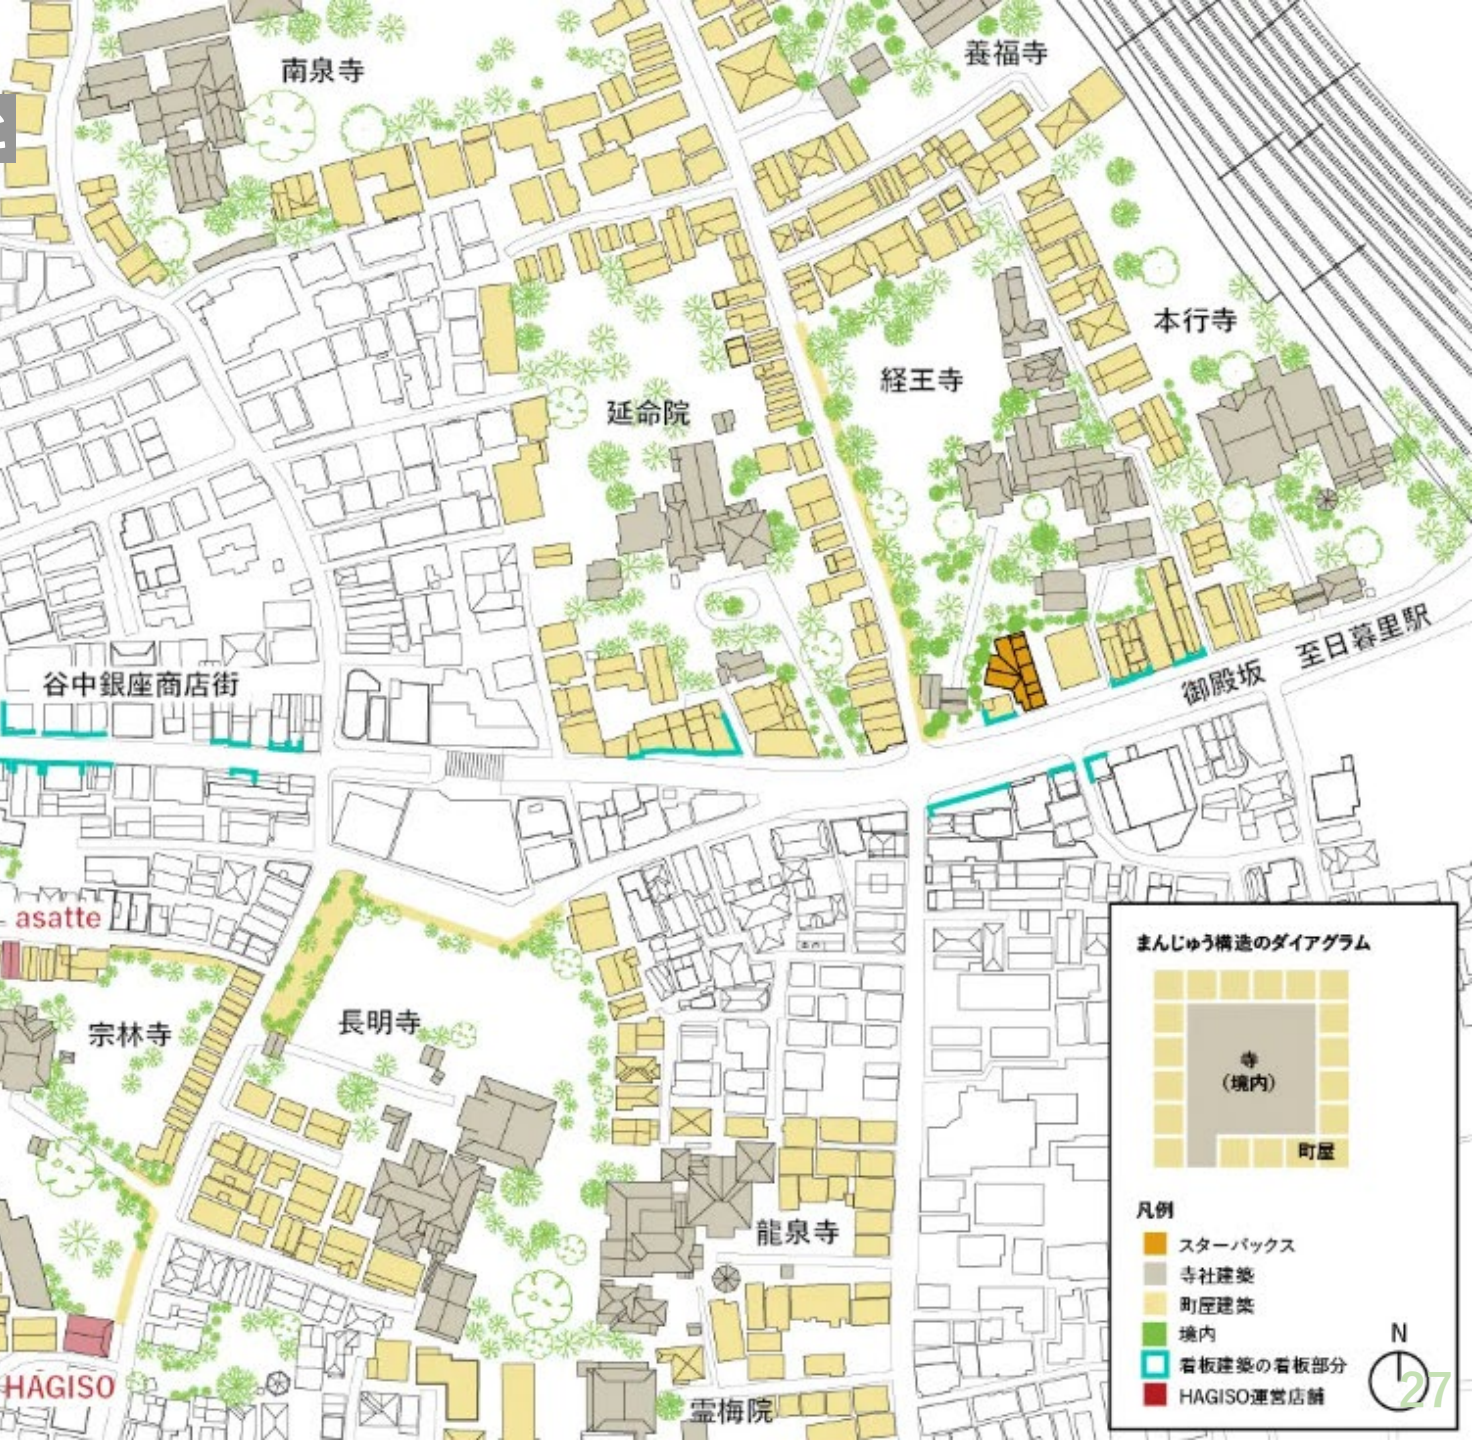 南泉寺
養福寺
本行寺
経王寺
延命院
谷中銀座商店街
御殿坂 至日暮里駅
asatte
宗林寺
長明寺
龍泉寺
HAGISO
霊梅院
まんじゅう構造のダイアグラム
寺
(境内)
町屋
凡例
スターバックス
寺社建築
町屋建築
境内
看板建築の看板部分
HAGISO運営店舗
N
27